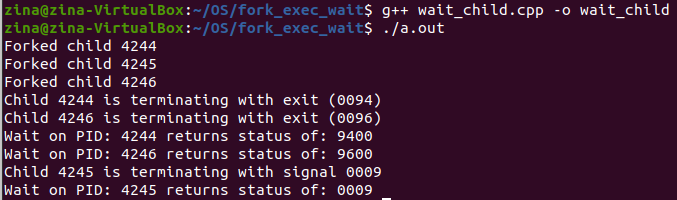 zina@zina-VirtualBox:~/OS/fork_exec_wait$ g++ wait_child.cpp -o wait_child
zina@zina-VirtualBox:~/OS/fork_exec_wait$ ./a.out
Forked child 4244
Forked child 4245
Forked child 4246
Child 4244 is terminating with exit (0094)
Child 4246 is terminating with exit (0096)
Wait on PID: 4244 returns status of: 9400
Wait on PID: 4246 returns status of: 9600
Child 4245 is terminating with signal 0009
Wait on PID: 4245 returns status of: 0009